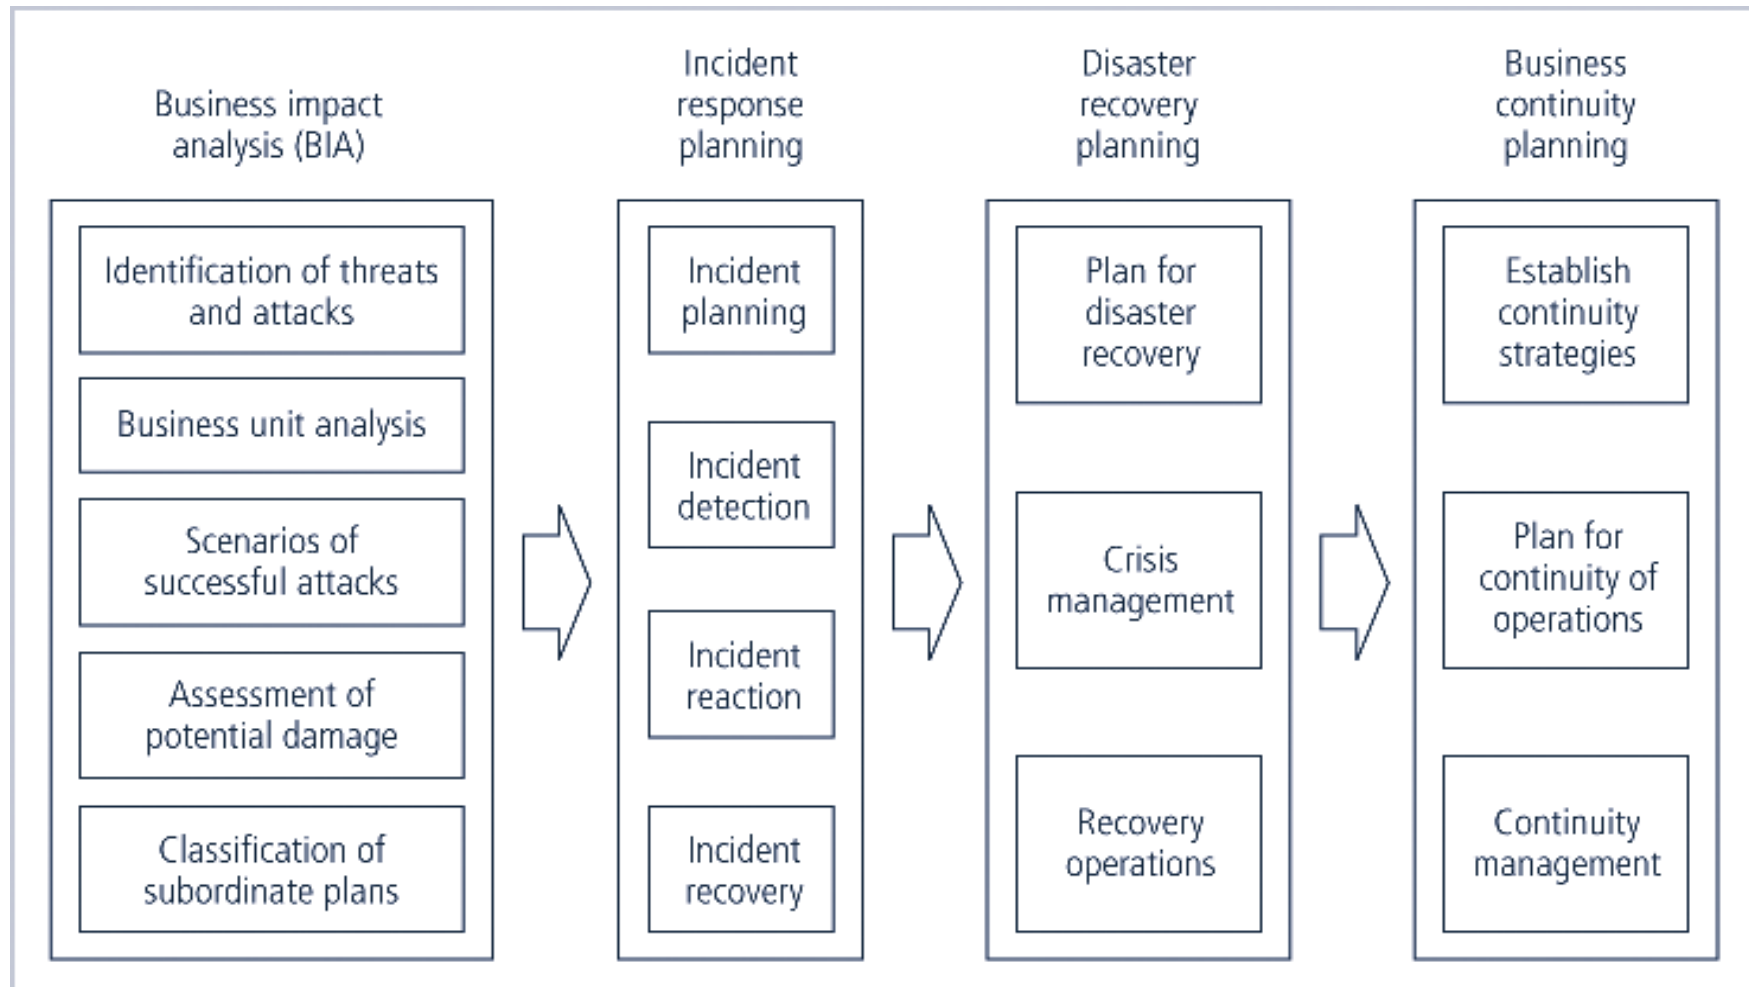 Business impact
analysis (BIA)
Identification of threats
and attacks
Business unit analysis
Scenarios of
successful attacks
Assessment of
potential damage
Classification of
subordinate plans
Incident
response
planning
Incident
planning
Incident
detection
Incident
reaction
Incident
recovery
Disaster
recovery
planning
Plan for
disaster
recovery
Crisis
management
Recovery
operations
Business
continuity
planning
Establish
continuity
strategies
Plan for
continuity of
operations
Continuity
management